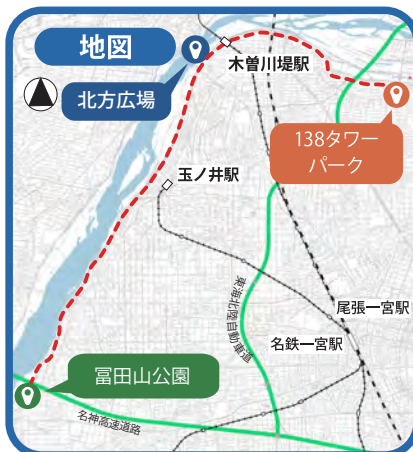 地図
木曽川堤駅
北方広場
138タワー
パーク
玉ノ井駅
東海北陸自動車道
尾張一宮駅
名鉄一宮駅
冨田山公園
名神高速道路